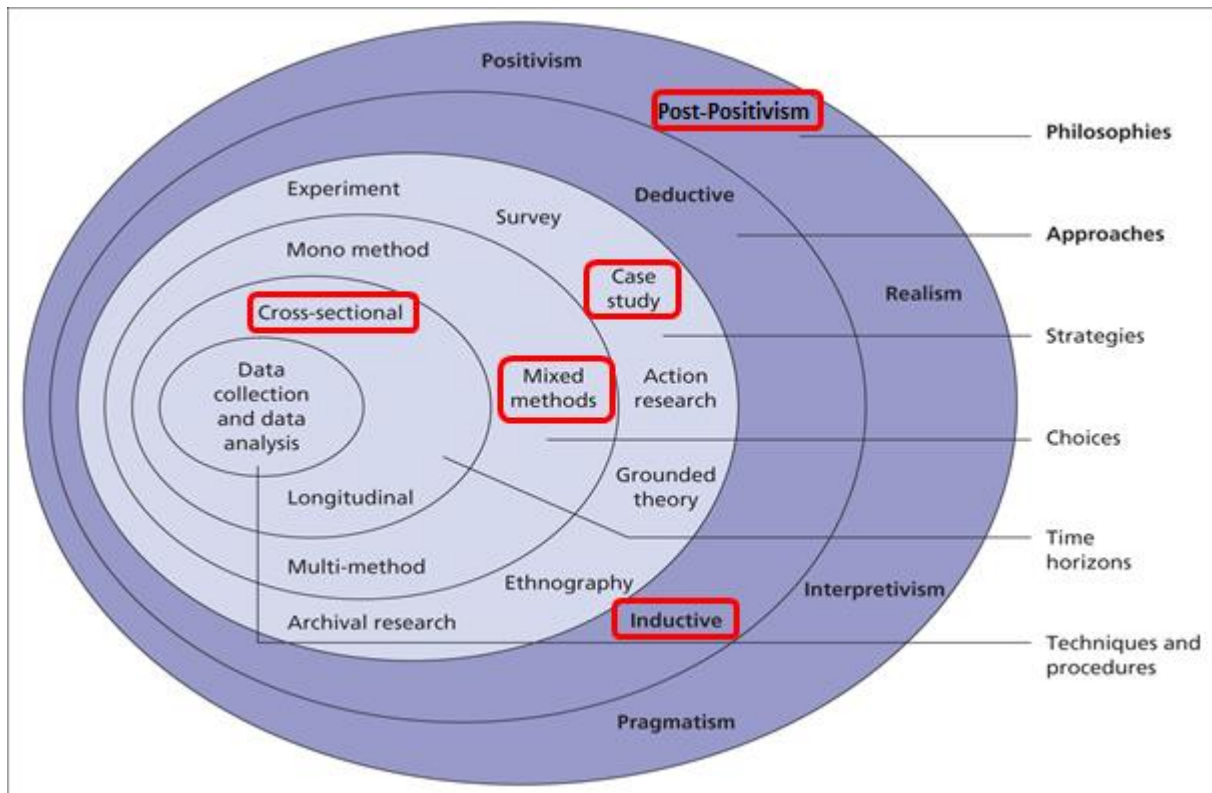 Positivism
Post-Positivism
Philosophies
Experiment
Deductive
Survey
Approaches
Mono method
Case
study
Realism
Cross-sectional
Strategies
Data
collection
and data
analysis
Mixed
methods
Action
research
Choices
Grounded
theory
Longitudinal
Time
horizons
Multi-method
Ethnography
Interpretivism
Archival research
Inductive
Techniques and
procedures
Pragmatism